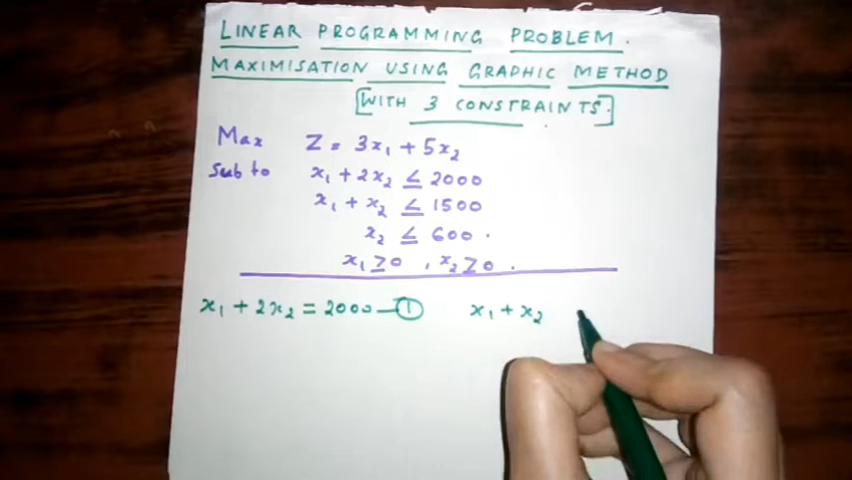 LINEAR PROGRAMMING PROBLEM.
MAXIMISATION USING GRAPHIC METHOD
[WITH 3 CONSTRAINTS.]
Max Z = 3x₁ + 5x₂
Sub to x₁ + 2x₂ ≤ 2000
x₁ + x₂ ≤ 1500
x₂ ≤ 600.
x₁ ≥ 0, x₂ ≥ 0.
x₁ + 2x₂ = 2000 — ① x₁ + x₂